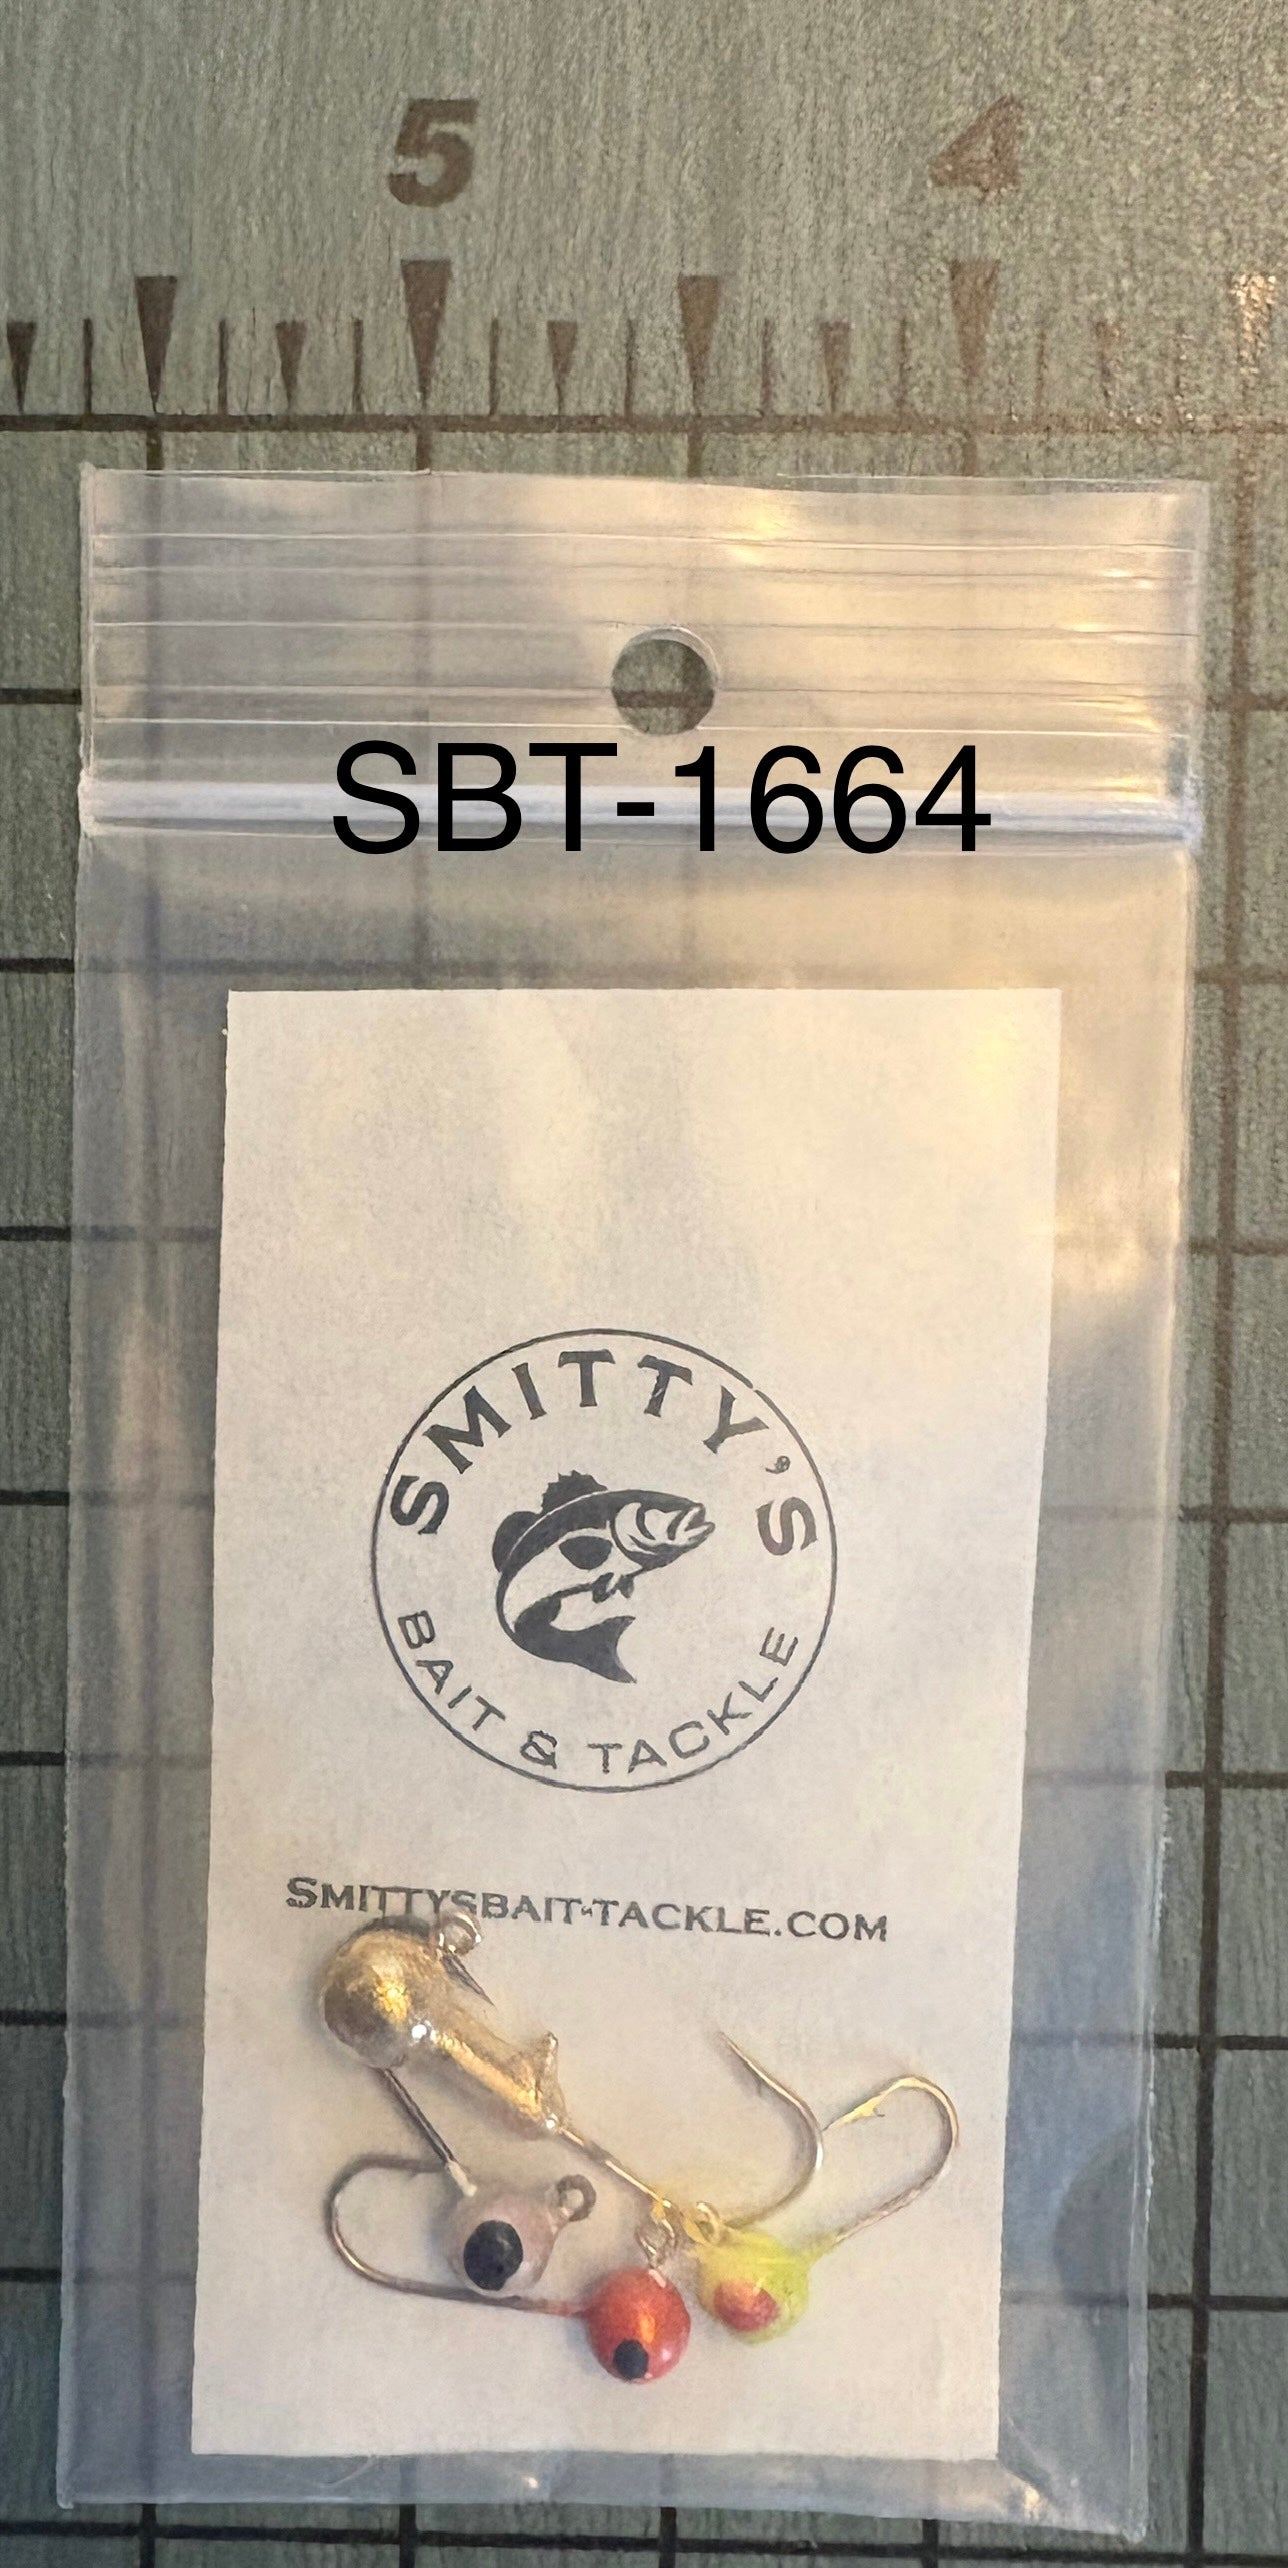 5 4
SBT-1664
SMITTY'S
BAIT & TACKLE
SMITTYSBAIT-TACKLE.COM